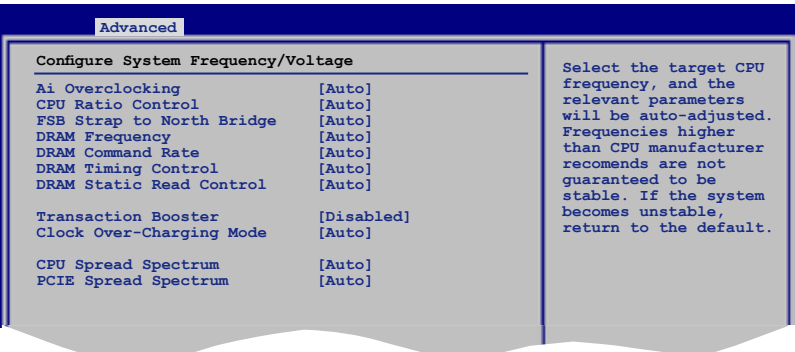 Advanced
Configure System Frequency/Voltage
Ai Overclocking [Auto]
CPU Ratio Control [Auto]
FSB Strap to North Bridge [Auto]
DRAM Frequency [Auto]
DRAM Command Rate [Auto]
DRAM Timing Control [Auto]
DRAM Static Read Control [Auto]
Transaction Booster [Disabled]
Clock Over-Charging Mode [Auto]
CPU Spread Spectrum [Auto]
PCIE Spread Spectrum [Auto]
Select the target CPU
frequency, and the
relevant parameters
will be auto-adjusted.
Frequencies higher
than CPU manufacturer
recomends are not
guaranteed to be
stable. If the system
becomes unstable,
return to the default.